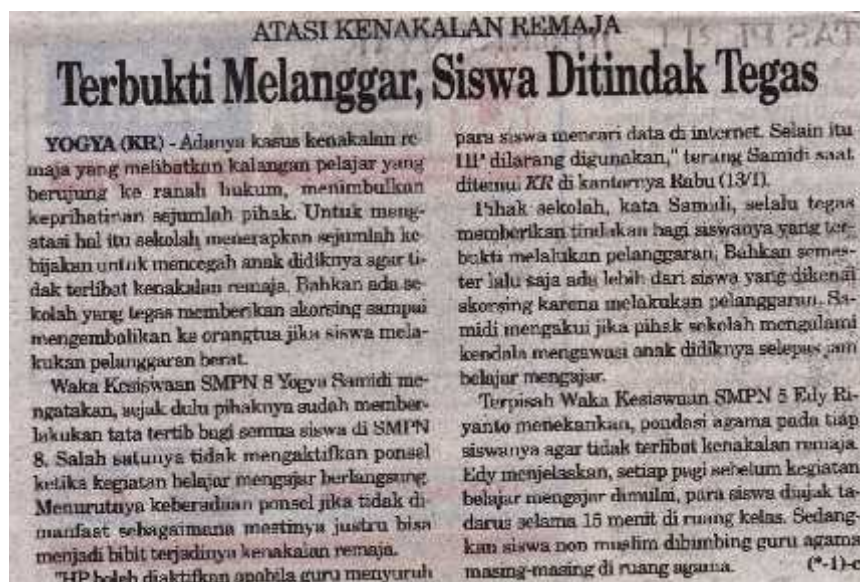 ATASI KENAKALAN REMAJA
Terbukti Melanggar, Siswa Ditindak Tegas
YOGYA (KR) - Adanya kasus kenakalan re-
maja yang melibatkan kalangan pelajar yang
berujung ke ranah hukum, menimbulkan
keprihatinan sejumlah pihak. Untuk meng-
atasi hal itu sekolah menerapkan sejumlah ke-
bijakan untuk mencegah anak didiknya agar ti-
dak terlibat kenakalan remaja. Bahkan ada se-
kolah yang tegas memberikan skorsing sampai
mengembalikan ke orangtua jika siswa mela-
kukan pelanggaran berat.
Waka Kesiswaan SMPN 8 Yogya Samidi me-
ngatakan, sejak dulu pihaknya sudah member-
lakukan tata tertib bagi semua siswa di SMPN
8. Salah satunya tidak mengaktifkan ponsel
ketika kegiatan belajar mengajar berlangsung.
Menurutnya keberadaan ponsel jika tidak di-
manfaat sebagaimana mestinya justru bisa
menjadi bibit terjadinya kenakalan remaja.
"HP boleh diaktifkan apabila guru menyuruh
para siswa mencari data di internet. Selain itu
HP dilarang digunakan," terang Samidi saat
ditemui KR di kantornya Rabu (13/1).
Pihak sekolah, kata Samidi, selalu tegas
memberikan tindakan bagi siswanya yang ter-
bukti melalukan pelanggaran. Bahkan semes-
ter lalu saja ada lebih dari siswa yang dikenai
skorsing karena melakukan pelanggaran. Sa-
midi mengakui jika pihak sekolah mengalami
kendala mengawasi anak didiknya selepas jam
belajar mengajar.
Terpisah Waka Kesiswaan SMPN 5 Edy Ri-
yanto menekankan, pondasi agama pada tiap
siswanya agar tidak terlibat kenakalan remaja.
Edy menjelaskan, setiap pagi sebelum kegiatan
belajar mengajar dimulai, para siswa diajak ta-
darus selama 15 menit di ruang kelas. Sedang-
kan siswa non muslim dibimbing guru agama
masing-masing di ruang agama. (*-1)-